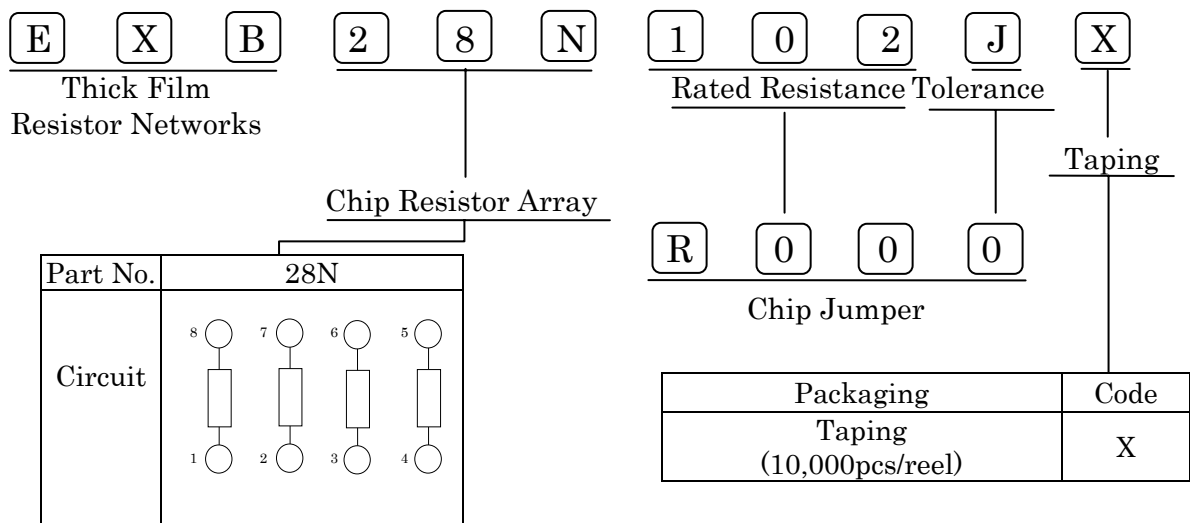 E X B 2 8 N 1 0 2 J X
Thick Film
Resistor Networks
Rated Resistance Tolerance
Taping
Chip Resistor Array
R 0 0 0
Chip Jumper
Part No. 28N
8 7 6 5
Circuit
1 2 3 4
Packaging Code
Taping
(10,000pcs/reel) X